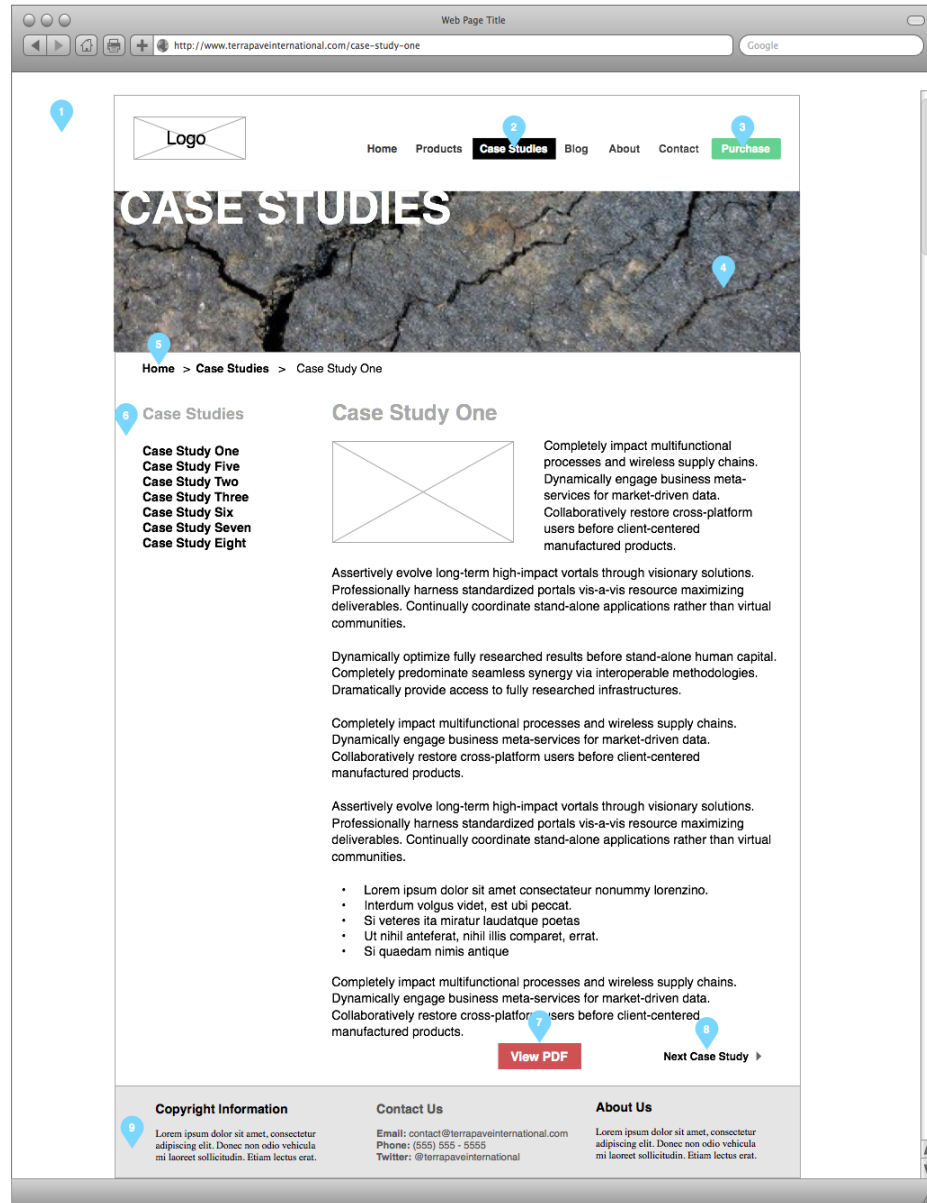 Web Page Title
http://www.terrapaveinternational.com/case-study-one
Google
1
2
3
Logo
Home Products Case Studies Blog About Contact Purchase
CASE STUDIES
4
5
Home > Case Studies > Case Study One
6
Case Studies
Case Study One
Case Study Five
Case Study Two
Case Study Three
Case Study Six
Case Study Seven
Case Study Eight
Case Study One
Completely impact multifunctional
processes and wireless supply chains.
Dynamically engage business meta-
services for market-driven data.
Collaboratively restore cross-platform
users before client-centered
manufactured products.
Assertively evolve long-term high-impact vortals through visionary solutions.
Professionally harness standardized portals vis-a-vis resource maximizing
deliverables. Continually coordinate stand-alone applications rather than virtual
communities.
Dynamically optimize fully researched results before stand-alone human capital.
Completely predominate seamless synergy via interoperable methodologies.
Dramatically provide access to fully researched infrastructures.
Completely impact multifunctional processes and wireless supply chains.
Dynamically engage business meta-services for market-driven data.
Collaboratively restore cross-platform users before client-centered
manufactured products.
Assertively evolve long-term high-impact vortals through visionary solutions.
Professionally harness standardized portals vis-a-vis resource maximizing
deliverables. Continually coordinate stand-alone applications rather than virtual
communities.
• Lorem ipsum dolor sit amet consectateur nonummy lorenzino.
• Interdum volgus videt, est ubi peccat.
• Si veteres ita miratur laudatque poetas
• Ut nihil anteferat, nihil illis comparet, errat.
• Si quaedam nimis antique
Completely impact multifunctional processes and wireless supply chains.
Dynamically engage business meta-services for market-driven data.
Collaboratively restore cross-platform users before client-centered
manufactured products.
7
8
View PDF
Next Case Study
9
Copyright Information
Lorem ipsum dolor sit amet, consectetur
adipiscing elit. Donec non odio vehicula
mi laoreet sollicitudin. Etiam lectus erat.
Contact Us
Email: contact@terrapaveinternational.com
Phone: (555) 555 - 5555
Twitter: @terrapaveinternational
About Us
Lorem ipsum dolor sit amet, consectetur
adipiscing elit. Donec non odio vehicula
mi laoreet sollicitudin. Etiam lectus erat.